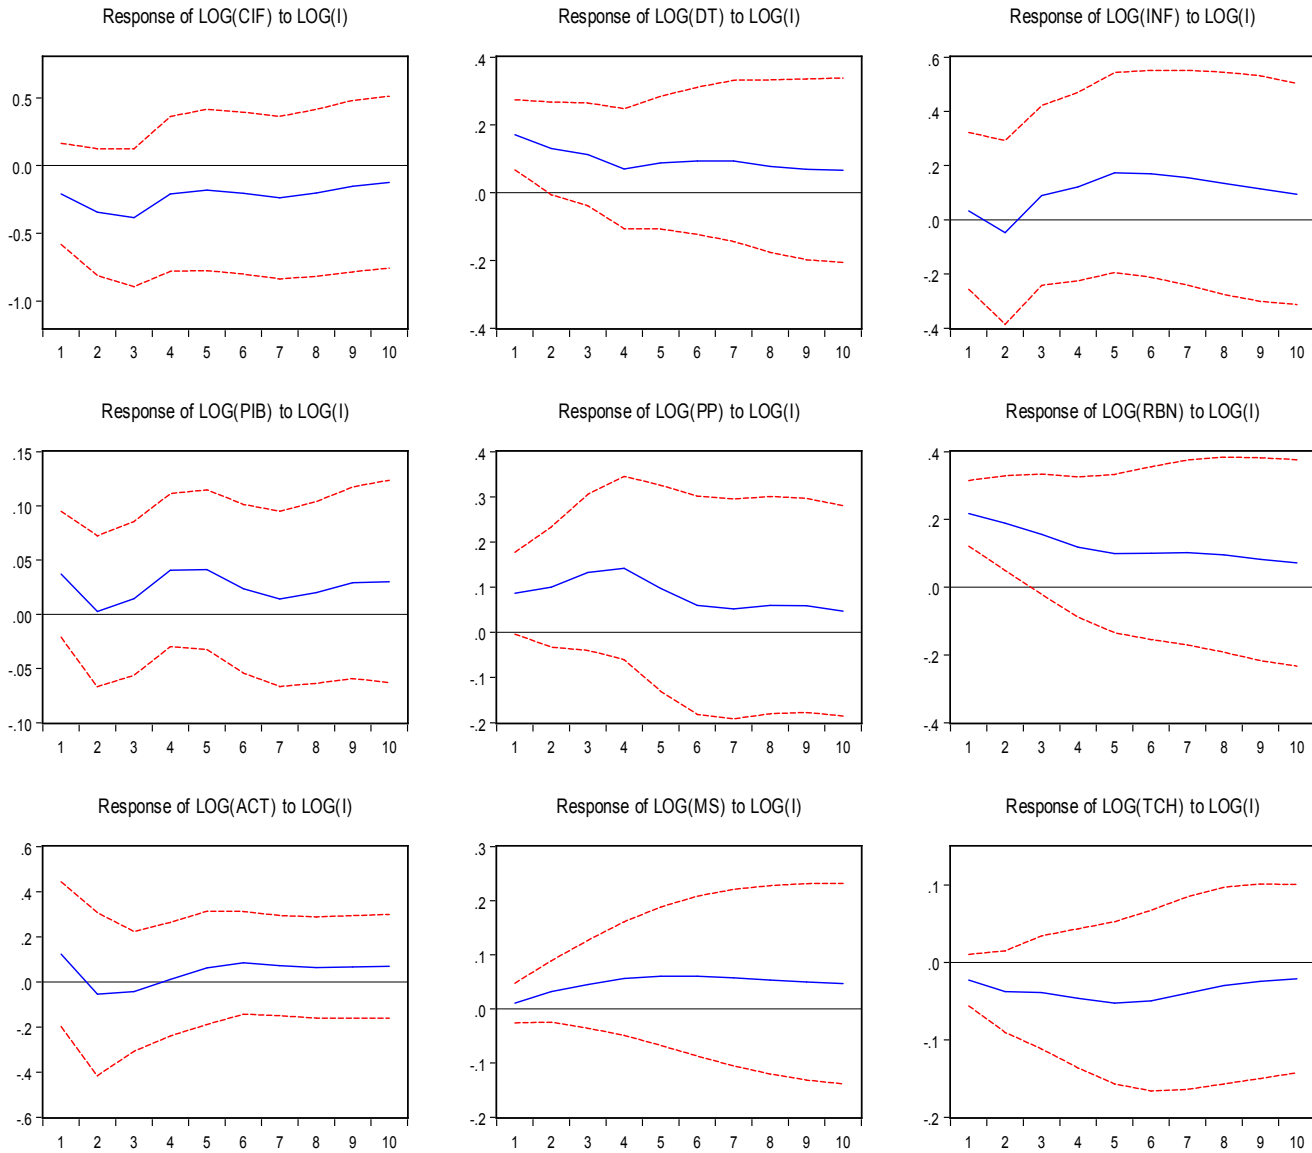 Response of LOG(CIF) to LOG(I)
0.5
0.0
-0.5
-1.0
1 2 3 4 5 6 7 8 9 10
Response of LOG(DT) to LOG(I)
.4
.2
.0
-.2
-.4
1 2 3 4 5 6 7 8 9 10
Response of LOG(INF) to LOG(I)
.6
.4
.2
.0
-.2
-.4
1 2 3 4 5 6 7 8 9 10
Response of LOG(PIB) to LOG(I)
.15
.10
.05
.00
-.05
-.10
1 2 3 4 5 6 7 8 9 10
Response of LOG(PP) to LOG(I)
.4
.3
.2
.1
.0
-.1
-.2
1 2 3 4 5 6 7 8 9 10
Response of LOG(RBN) to LOG(I)
.4
.2
.0
-.2
-.4
1 2 3 4 5 6 7 8 9 10
Response of LOG(ACT) to LOG(I)
.6
.4
.2
.0
-.2
-.4
-.6
1 2 3 4 5 6 7 8 9 10
Response of LOG(MS) to LOG(I)
.3
.2
.1
.0
-.1
-.2
1 2 3 4 5 6 7 8 9 10
Response of LOG(TCH) to LOG(I)
.1
.0
-.1
-.2
1 2 3 4 5 6 7 8 9 10